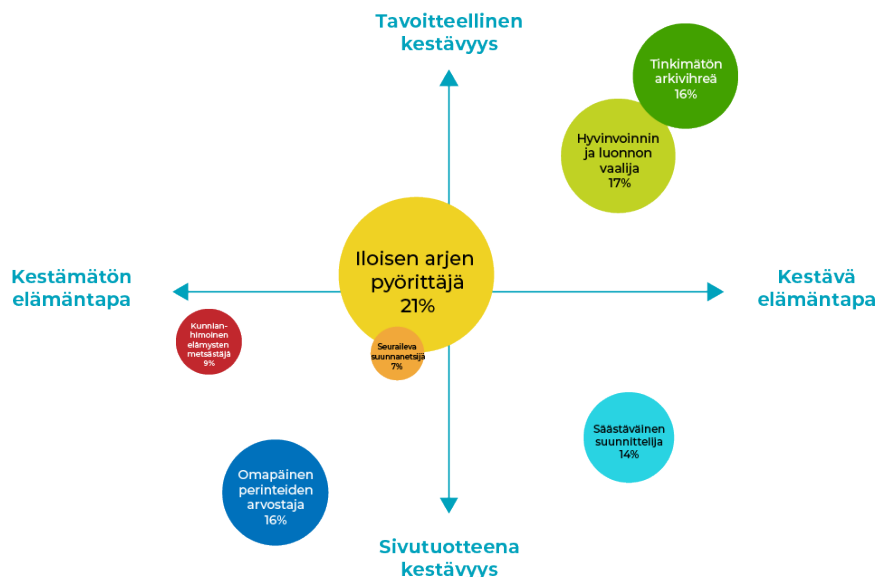 Tavoitteellinen
kestävyys
Tinkimätön
arkivihreä
16%
Hyvinvoinnin
ja luonnon
vaalija
17%
Iloisen arjen
pyörittäjä
21%
Kestämätön
elämäntapa
Kestävä
elämäntapa
Kunnian-
himoinen
elämysten
metsästäjä
9%
Seuraileva
suunnanetsijä
7%
Säästäväinen
suunnittelija
14%
Omapäinen
perinteiden
arvostaja
16%
Sivutuotteena
kestävyys